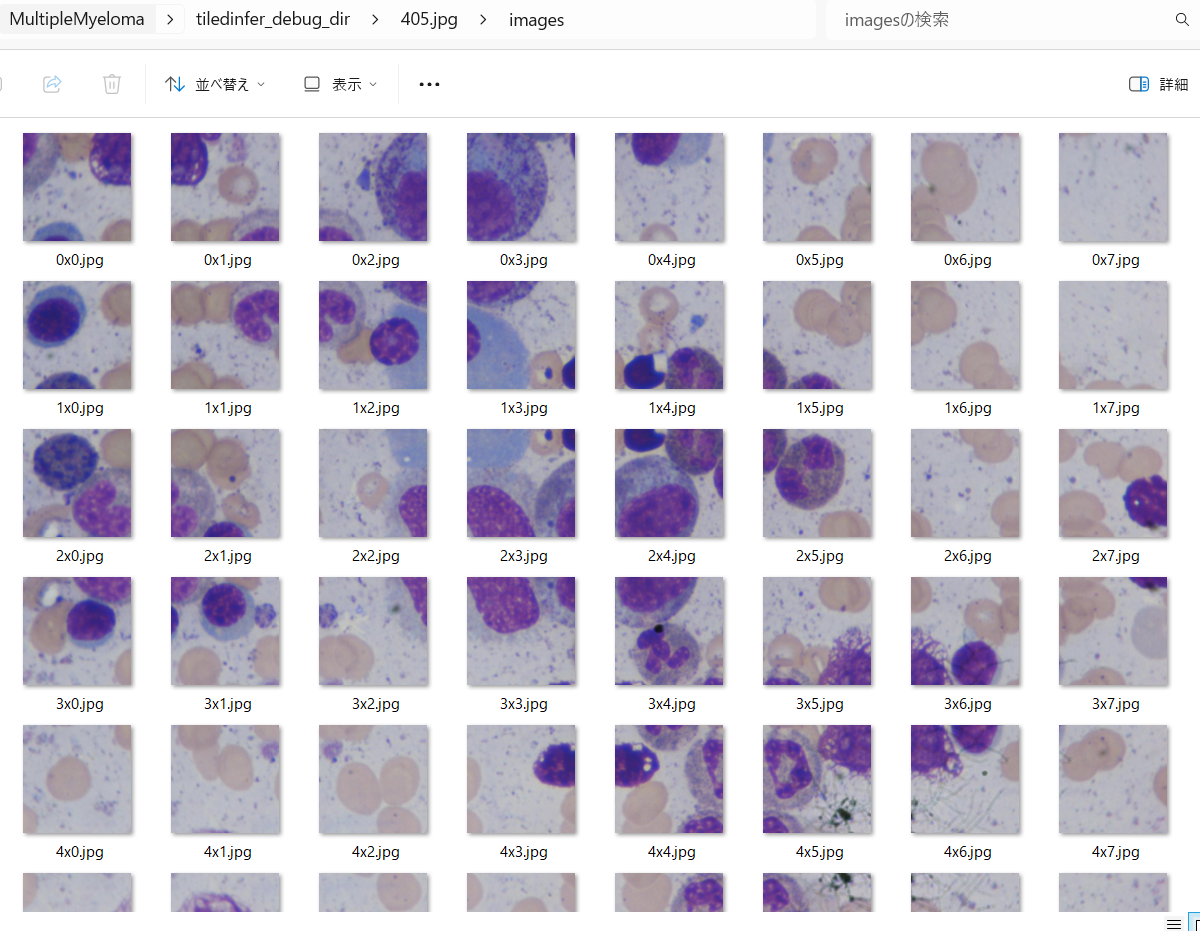 MultipleMyeloma > tiledinfer_debug_dir > 405.jpg > images
imagesの検索
並べ替え 表示 ••• 詳細
0x0.jpg 0x1.jpg 0x2.jpg 0x3.jpg 0x4.jpg 0x5.jpg 0x6.jpg 0x7.jpg
1x0.jpg 1x1.jpg 1x2.jpg 1x3.jpg 1x4.jpg 1x5.jpg 1x6.jpg 1x7.jpg
2x0.jpg 2x1.jpg 2x2.jpg 2x3.jpg 2x4.jpg 2x5.jpg 2x6.jpg 2x7.jpg
3x0.jpg 3x1.jpg 3x2.jpg 3x3.jpg 3x4.jpg 3x5.jpg 3x6.jpg 3x7.jpg
4x0.jpg 4x1.jpg 4x2.jpg 4x3.jpg 4x4.jpg 4x5.jpg 4x6.jpg 4x7.jpg